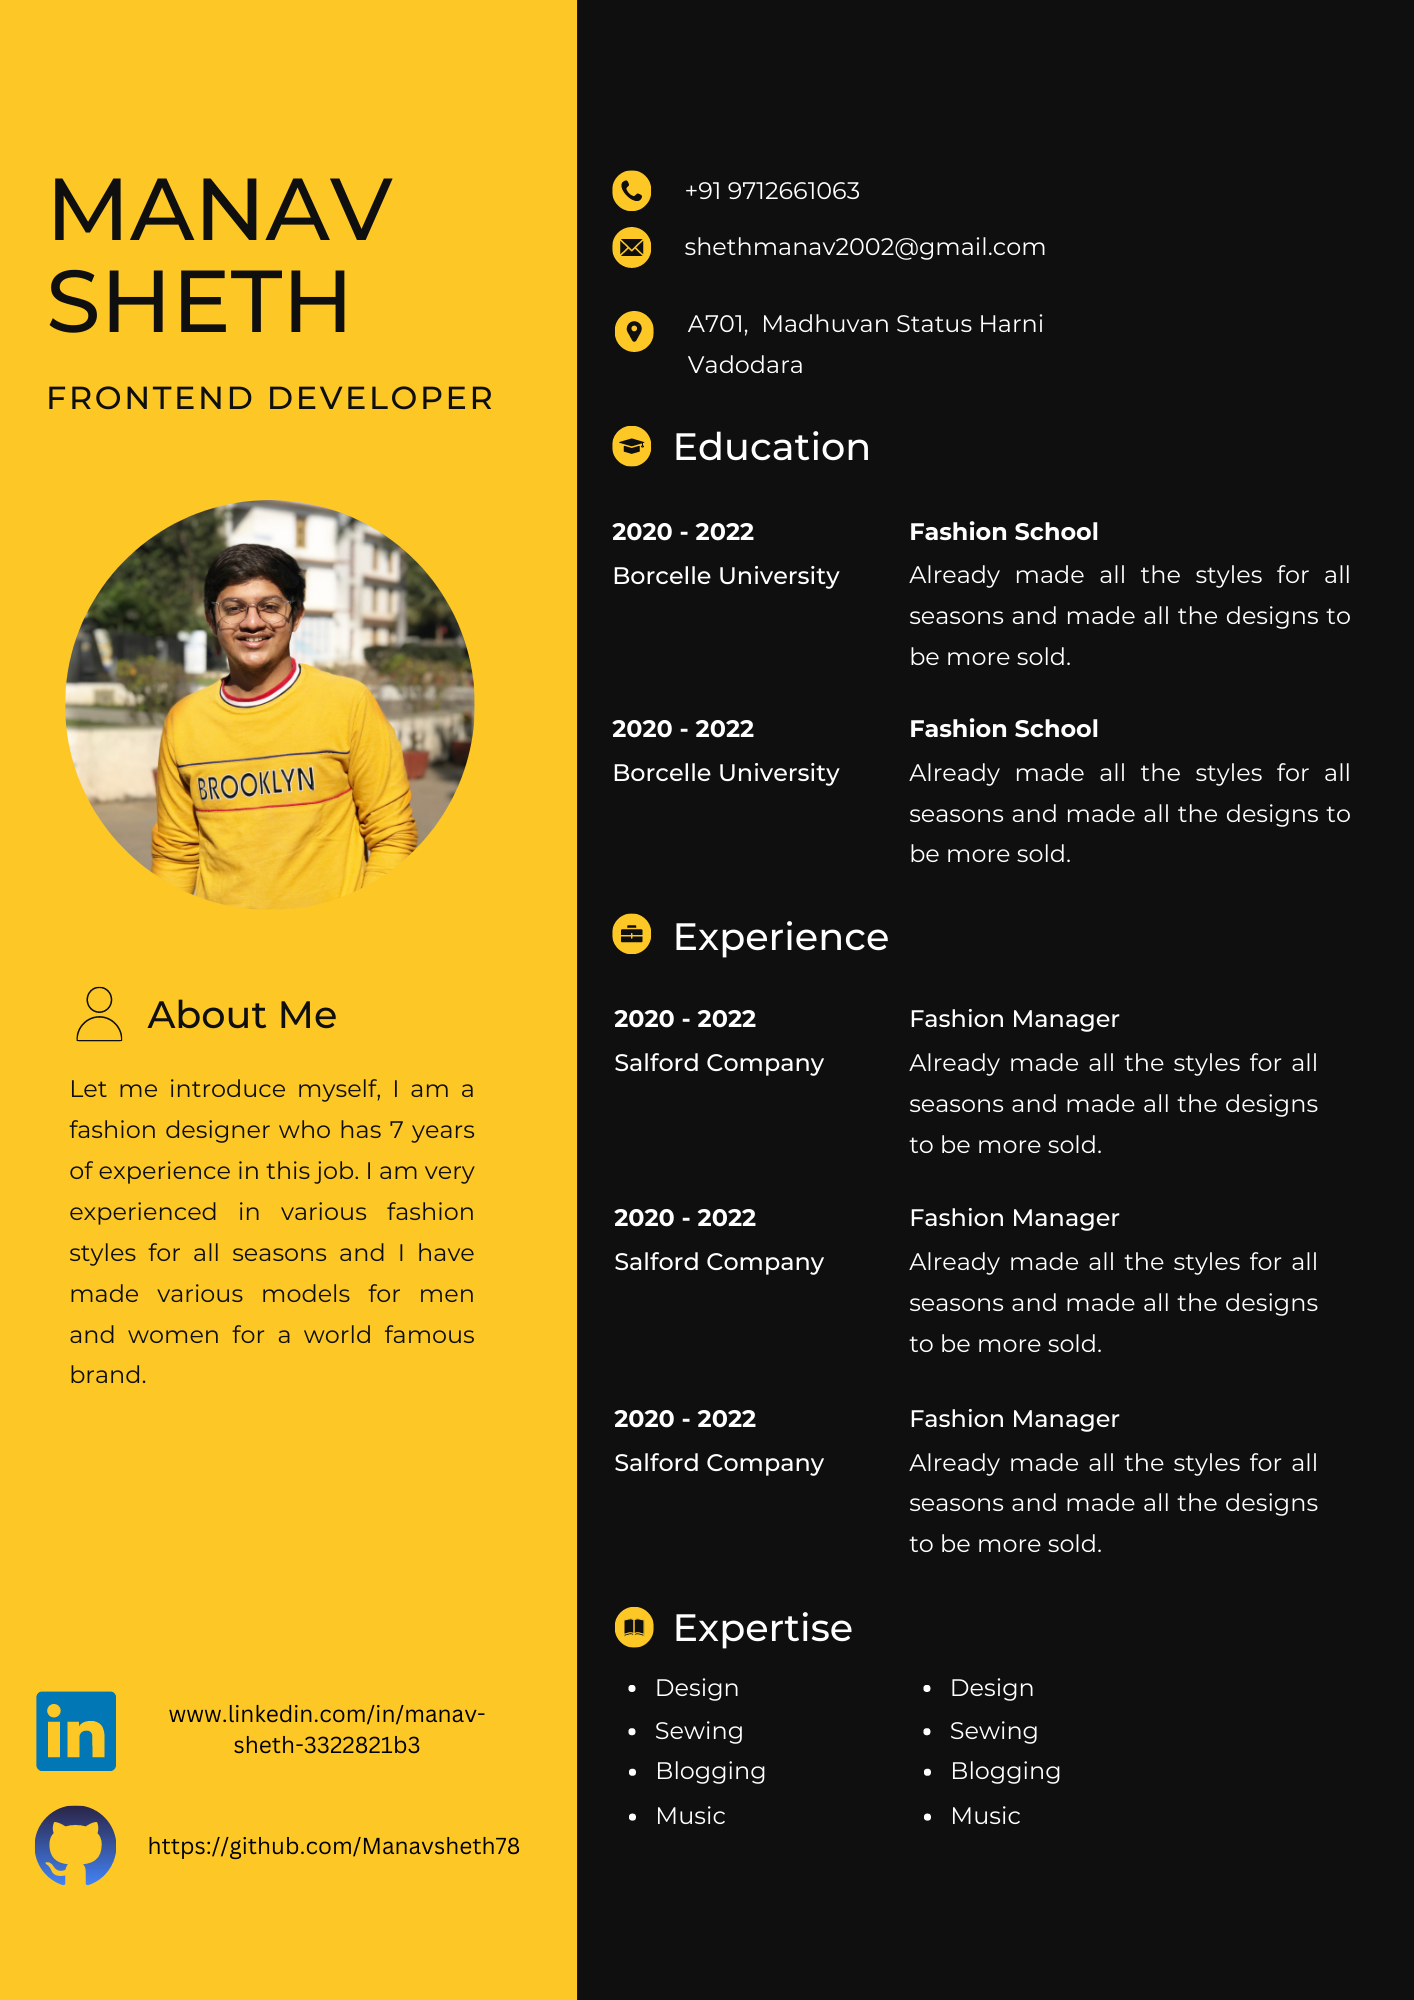 MANAV
SHETH
FRONTEND DEVELOPER
BROOKLYN
About Me
Let me introduce myself, I am a
fashion designer who has 7 years
of experience in this job. I am very
experienced in various fashion
styles for all seasons and I have
made various models for men
and women for a world famous
brand.
in
www.linkedin.com/in/manav-
sheth-3322821b3
https://github.com/Manavsheth78
+91 9712661063
shethmanav2002@gmail.com
A701, Madhuvan Status Harni
Vadodara
Education
2020 - 2022
Borcelle University
Fashion School
Already made all the styles for all
seasons and made all the designs to
be more sold.
2020 - 2022
Borcelle University
Fashion School
Already made all the styles for all
seasons and made all the designs to
be more sold.
Experience
2020 - 2022
Salford Company
Fashion Manager
Already made all the styles for all
seasons and made all the designs
to be more sold.
2020 - 2022
Salford Company
Fashion Manager
Already made all the styles for all
seasons and made all the designs
to be more sold.
2020 - 2022
Salford Company
Fashion Manager
Already made all the styles for all
seasons and made all the designs
to be more sold.
Expertise
• Design
• Sewing
• Blogging
• Music
• Design
• Sewing
• Blogging
• Music